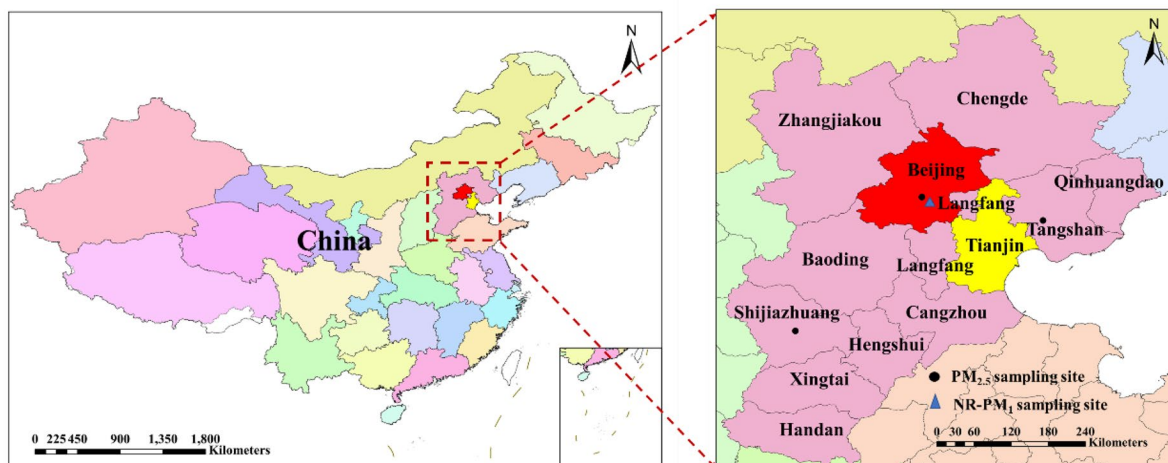 N
China
0 225 450 900 1,350 1,800
Kilometers
N
Chengde
Zhangjiakou
Beijing
Qinhuangdao
Langfang
Tangshan
Tianjin
Baoding
Langfang
Shijiazhuang
Cangzhou
Hengshui
Xingtai
PM2.5 sampling site
NR-PM1 sampling site
Handan
0 30 60 120 180 240
Kilometers